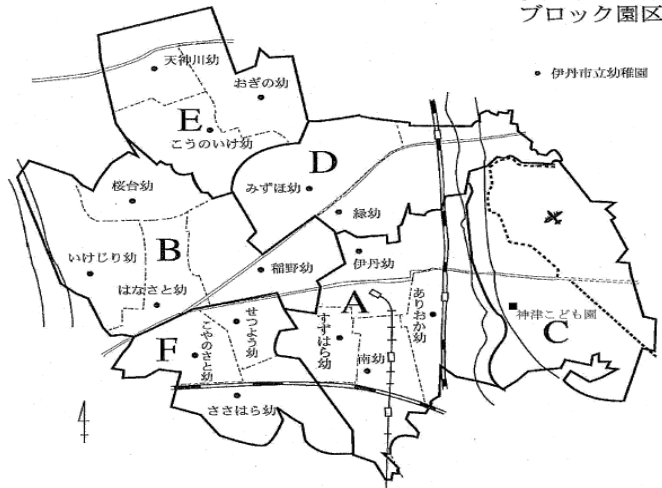 ブロック園区
伊丹市立幼稚園
天神川幼
おぎの幼
E
こうのいけ幼
D
桜台幼
みずほ幼
緑幼
B
いけじり幼
稲野幼
伊丹幼
はなさと幼
A
ありおか幼
神津こども園
C
せつよう幼
すずはら幼
F
こやのさと幼
南幼
ささはら幼